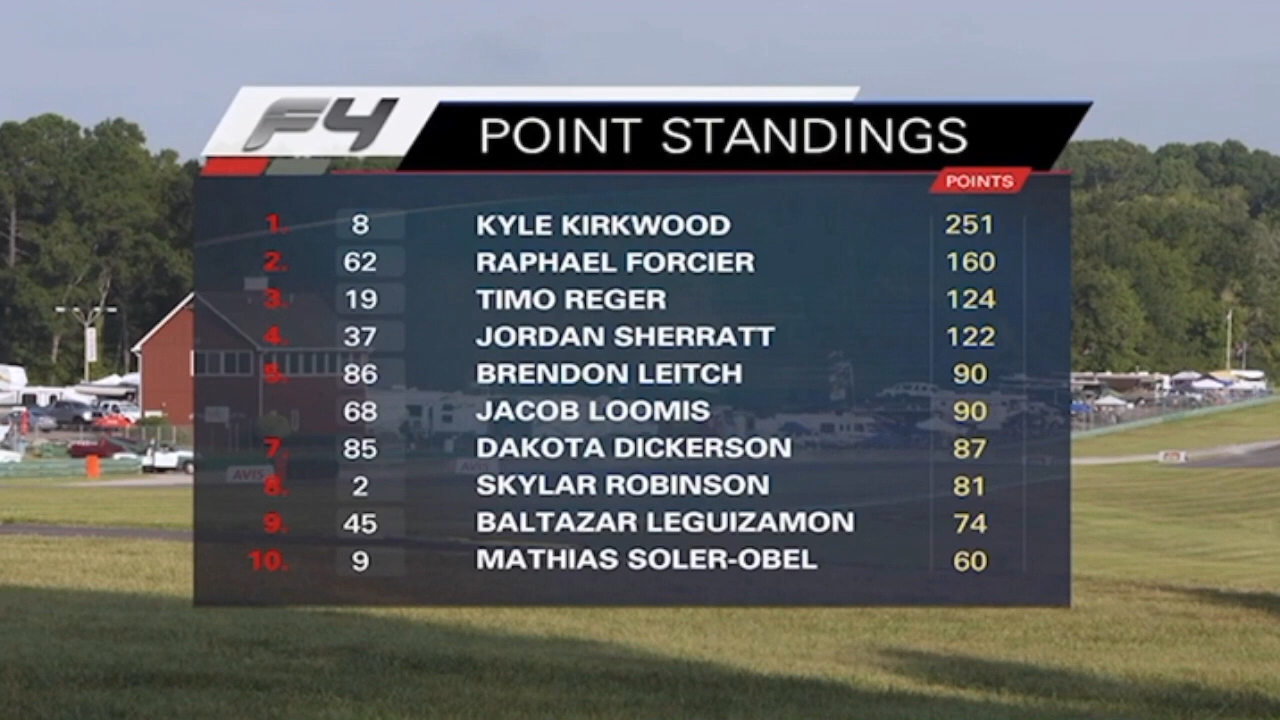 F4 POINT STANDINGS
POINTS
1. 8 KYLE KIRKWOOD 251
2. 62 RAPHAEL FORCIER 160
3. 19 TIMO REGER 124
4. 37 JORDAN SHERRATT 122
5. 86 BRENDON LEITCH 90
68 JACOB LOOMIS 90
7. 85 DAKOTA DICKERSON 87
8. 2 SKYLAR ROBINSON 81
9. 45 BALTAZAR LEGUIZAMON 74
10. 9 MATHIAS SOLER-OBEL 60
AVIS
AVIS